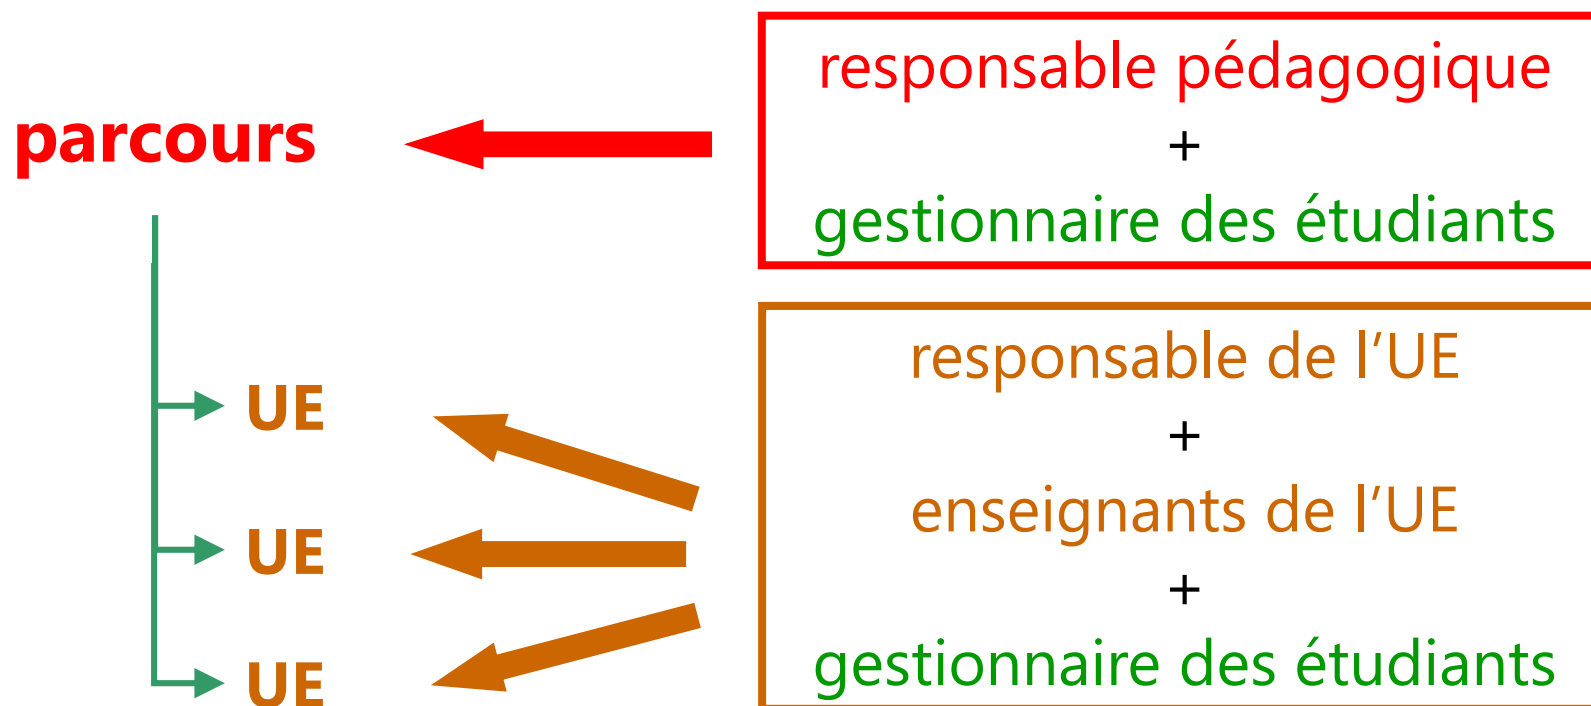 parcours
responsable pédagogique
+
gestionnaire des étudiants
UE
UE
UE
responsable de l’UE
+
enseignants de l’UE
+
gestionnaire des étudiants